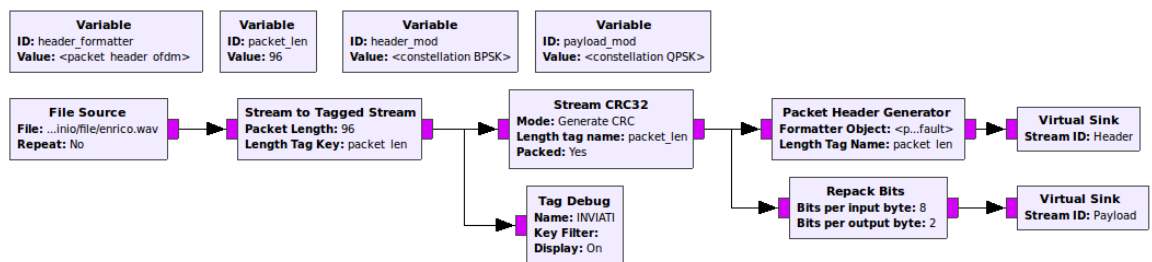 Variable
ID: header_formatter
Value: <packet_header_ofdm>
Variable
ID: packet_len
Value: 96
Variable
ID: header_mod
Value: <constellation BPSK>
Variable
ID: payload_mod
Value: <constellation QPSK>
File Source
File: ...inio/file/enrico.wav
Repeat: No
Stream to Tagged Stream
Packet Length: 96
Length Tag Key: packet_len
Stream CRC32
Mode: Generate CRC
Length tag name: packet_len
Packed: Yes
Packet Header Generator
Formatter Object: <p...fault>
Length Tag Name: packet_len
Virtual Sink
Stream ID: Header
Tag Debug
Name: INVIATI
Key Filter:
Display: On
Repack Bits
Bits per input byte: 8
Bits per output byte: 2
Virtual Sink
Stream ID: Payload